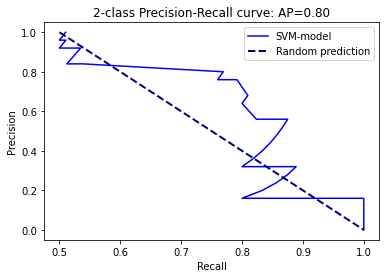 2-class Precision-Recall curve: AP=0.80
SVM-model
Random prediction
Precision
1.0
0.8
0.6
0.4
0.2
0.0
0.5 0.6 0.7 0.8 0.9 1.0
Recall